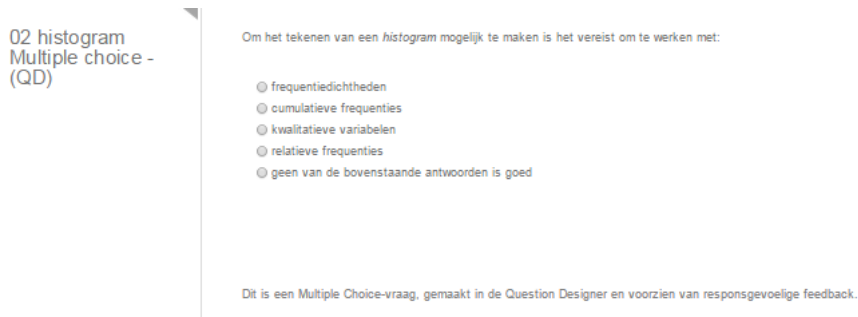 02 histogram
Multiple choice -
(QD)
Om het tekenen van een histogram mogelijk te maken is het vereist om te werken met:
frequentiedichtheden
cumulatieve frequenties
kwalitatieve variabelen
relatieve frequenties
geen van de bovenstaande antwoorden is goed
Dit is een Multiple Choice-vraag, gemaakt in de Question Designer en voorzien van responsgevoelige feedback.